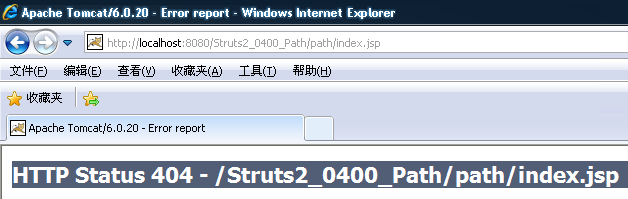 Apache Tomcat/6.0.20 - Error report - Windows Internet Explorer
http://localhost:8080/Struts2_0400_Path/path/index.jsp
文件(F) 编辑(E) 查看(V) 收藏夹(A) 工具(T) 帮助(H)
收藏夹
Apache Tomcat/6.0.20 - Error report
HTTP Status 404 - /Struts2_0400_Path/path/index.jsp